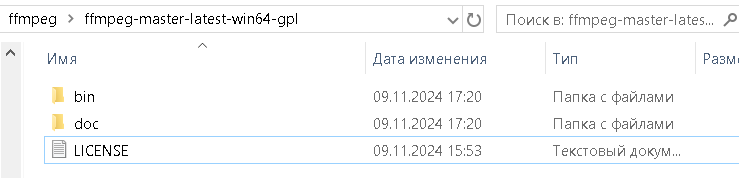 ffmpeg > ffmpeg-master-latest-win64-gpl
Поиск в: ffmpeg-master-lates...
Имя Дата изменения Тип Разме
bin 09.11.2024 17:20 Папка с файлами
doc 09.11.2024 17:20 Папка с файлами
LICENSE 09.11.2024 15:53 Текстовый докум...